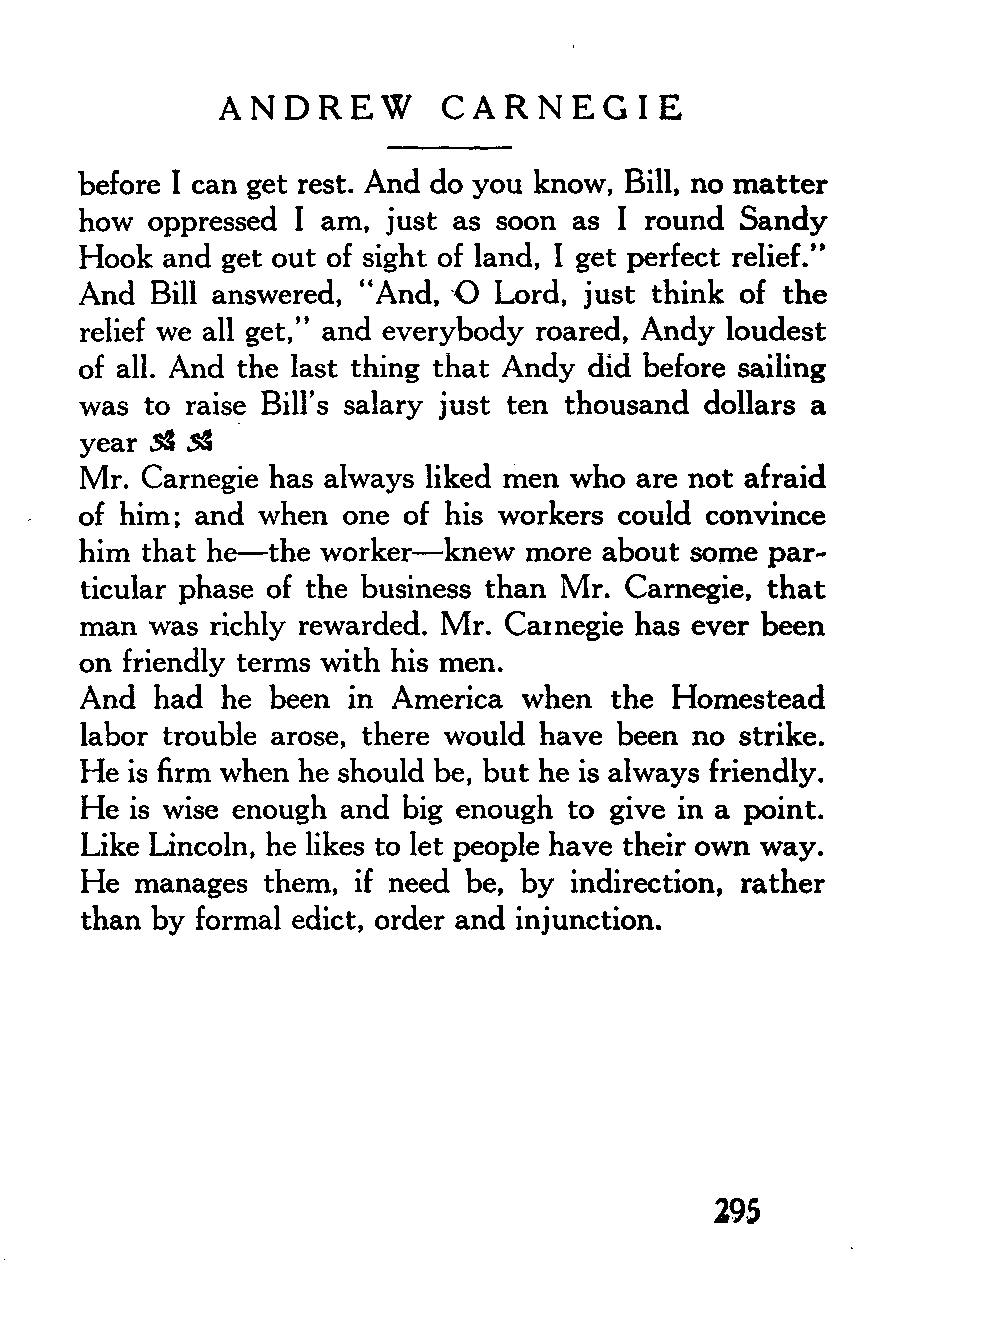 ANDREW CARNEGIE
before I can get rest. And do you know, Bill, no matter
how oppressed I am, just as soon as I round Sandy
Hook and get out of sight of land, I get perfect relief."
And Bill answered, "And, O Lord, just think of the
relief we all get," and everybody roared, Andy loudest
of all. And the last thing that Andy did before sailing
was to raise Bill's salary just ten thousand dollars a
year
Mr. Carnegie has always liked men who are not afraid
of him; and when one of his workers could convince
him that he—the worker—knew more about some par-
ticular phase of the business than Mr. Carnegie, that
man was richly rewarded. Mr. Carnegie has ever been
on friendly terms with his men.
And had he been in America when the Homestead
labor trouble arose, there would have been no strike.
He is firm when he should be, but he is always friendly.
He is wise enough and big enough to give in a point.
Like Lincoln, he likes to let people have their own way.
He manages them, if need be, by indirection, rather
than by formal edict, order and injunction.
295